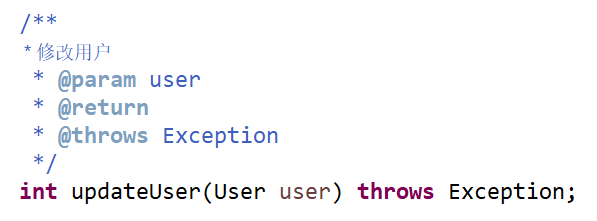 /**
* 修改用户
* @param user
* @return
* @throws Exception
*/
int updateUser(User user) throws Exception;